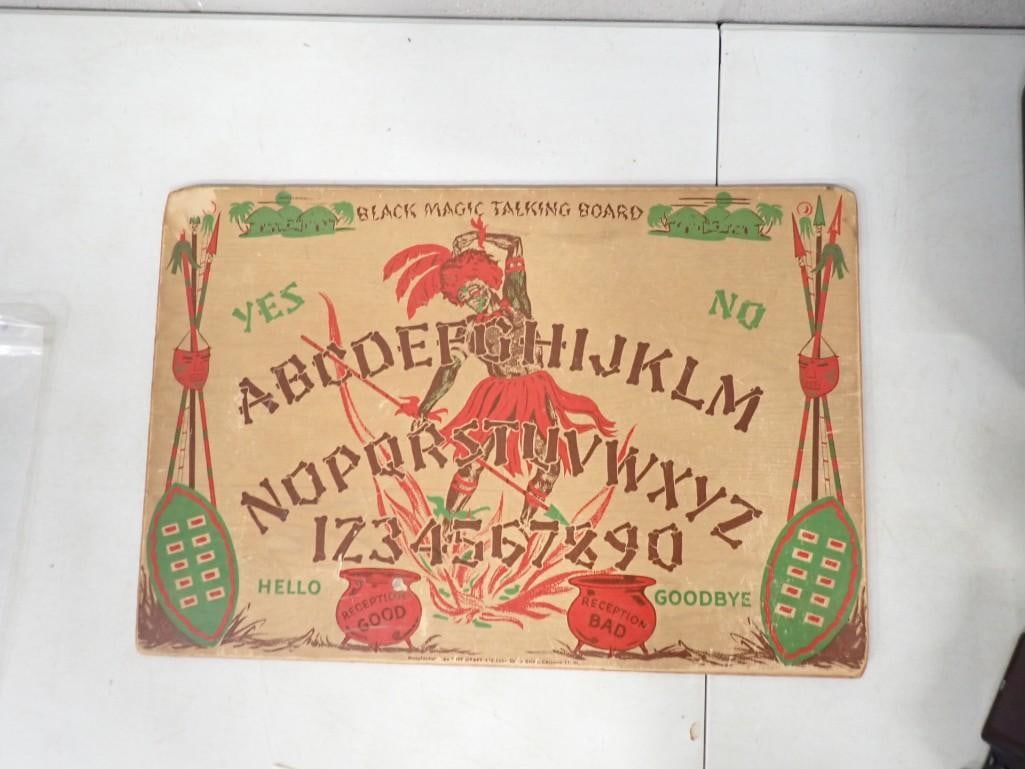 BLACK MAGIC TALKING BOARD
YES
NO
ABCDEFGHIJKLM
NOPQRSTUVWXYZ
1234567890
HELLO
GOODBYE
RECEPTION
GOOD
RECEPTION
BAD